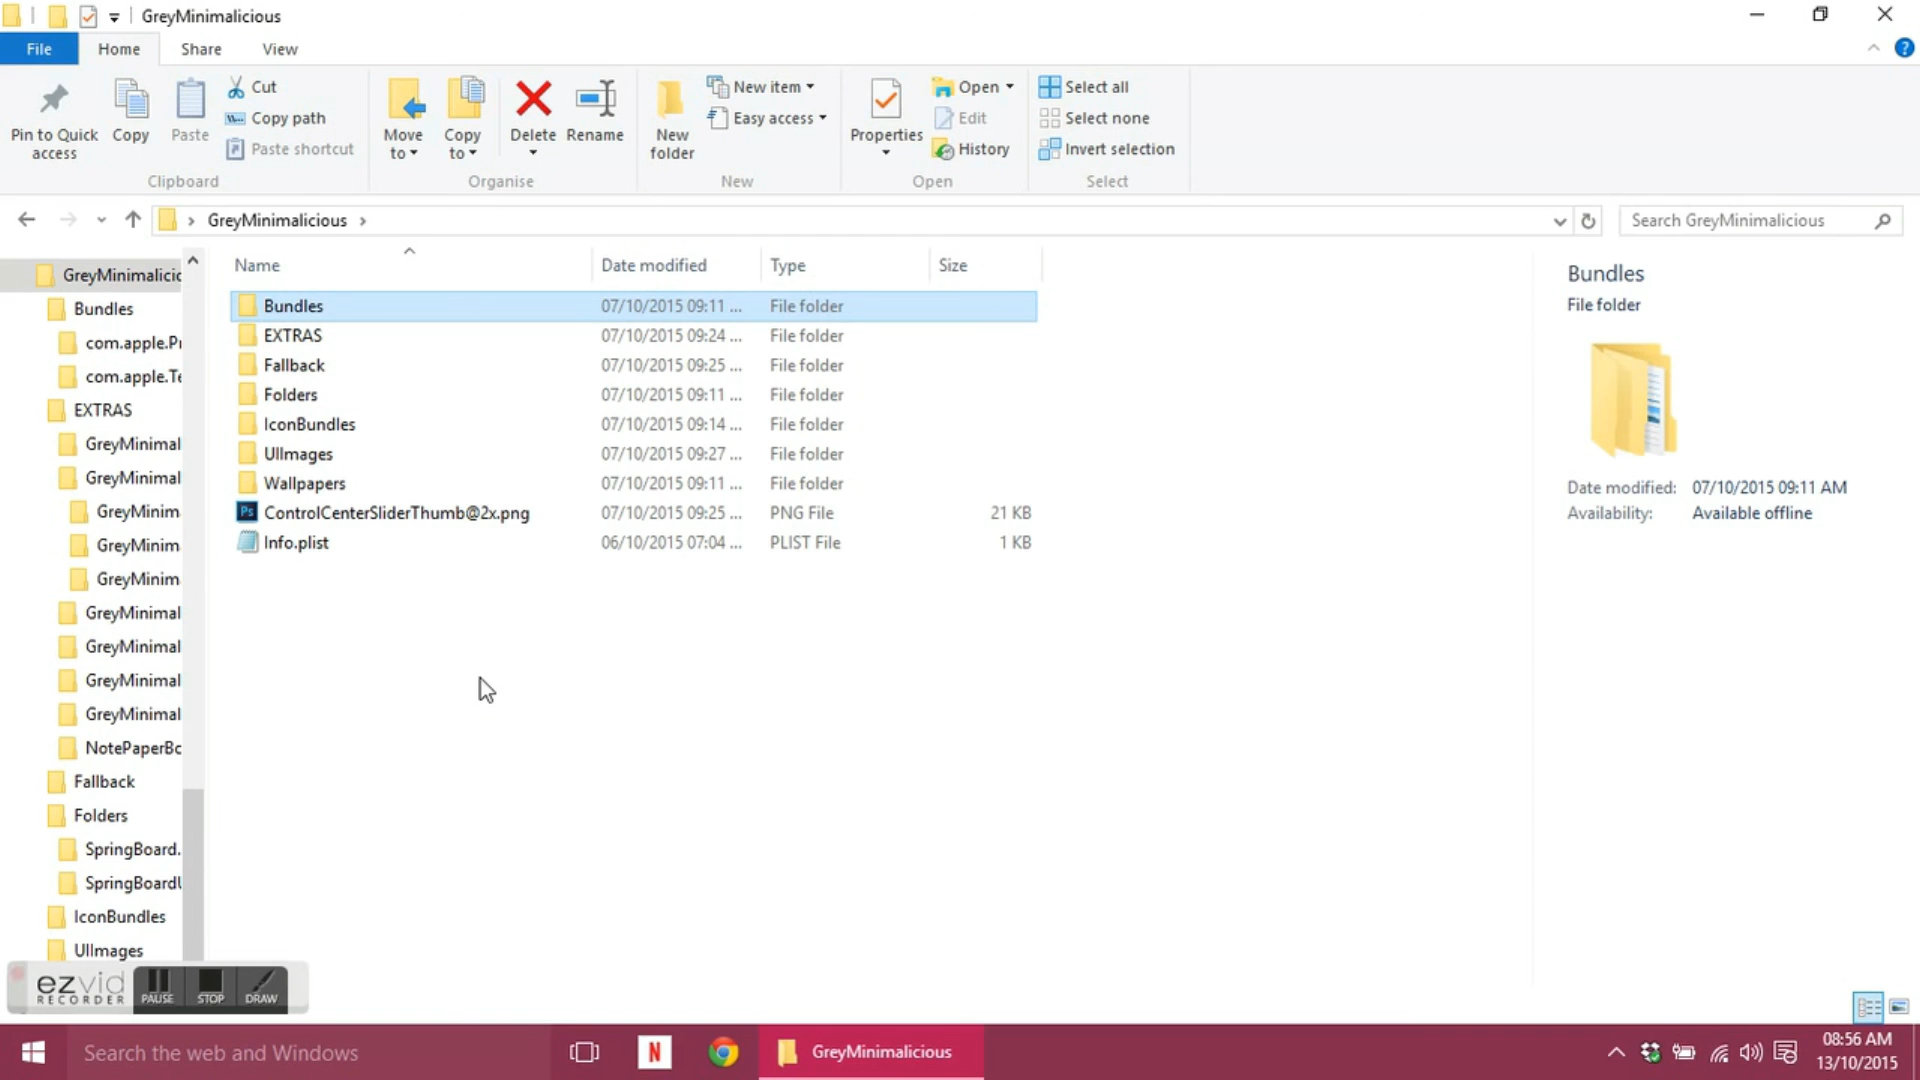 GreyMinimalicious
File Home Share View
Pin to Quick access
Copy
Paste
Cut
Copy path
Paste shortcut
Clipboard
Move to
Copy to
Delete
Rename
Organise
New folder
New item
Easy access
New
Properties
Open
Edit
History
Open
Select all
Select none
Invert selection
Select
GreyMinimalicious
Search GreyMinimalicious
GreyMinimalicic
Bundles
com.apple.Pr
com.apple.Te
EXTRAS
GreyMinimal
GreyMinimal
GreyMinim
GreyMinim
GreyMinim
GreyMinimal
GreyMinimal
GreyMinimal
GreyMinimal
NotePaperBc
Fallback
Folders
SpringBoard.
SpringBoardU
IconBundles
UIImages
Name Date modified Type Size
Bundles 07/10/2015 09:11 ... File folder
EXTRAS 07/10/2015 09:24 ... File folder
Fallback 07/10/2015 09:25 ... File folder
Folders 07/10/2015 09:11 ... File folder
IconBundles 07/10/2015 09:14 ... File folder
UIImages 07/10/2015 09:27 ... File folder
Wallpapers 07/10/2015 09:11 ... File folder
Ps ControlCenterSliderThumb@2x.png 07/10/2015 09:25 ... PNG File 21 KB
Info.plist 06/10/2015 07:04 ... PLIST File 1 KB
Bundles
File folder
Date modified: 07/10/2015 09:11 AM
Availability: Available offline
ezvid
RECORDER
PAUSE STOP DRAW
Search the web and Windows
N
GreyMinimalicious
08:56 AM
13/10/2015